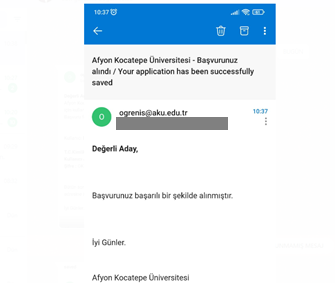 10:37
Afyon Kocatepe Üniversitesi - Başvurunuz
alındı / Your application has been successfully
saved
O
ogrenis@aku.edu.tr
10:37
Değerli Aday,
Başvurunuz başarılı bir şekilde alınmıştır.
İyi Günler.
Afyon Kocatepe Üniversitesi